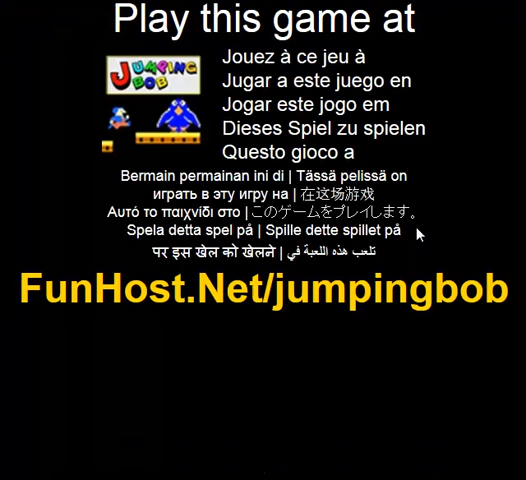 Play this game at
JUMPING
BOB
Jouez à ce jeu à
Jugar a este juego en
Jogar este jogo em
Dieses Spiel zu spielen
Questo gioco a
Bermain permainan ini di | Tässä pelissä on
играть в эту игру на | 在这场游戏
Αυτό το παιχνίδι στο | このゲームをプレイします。
Spela detta spel på | Spille dette spillet på
पर इस खेल को खेलने | تلعب هذه اللعبة في
FunHost.Net/jumpingbob